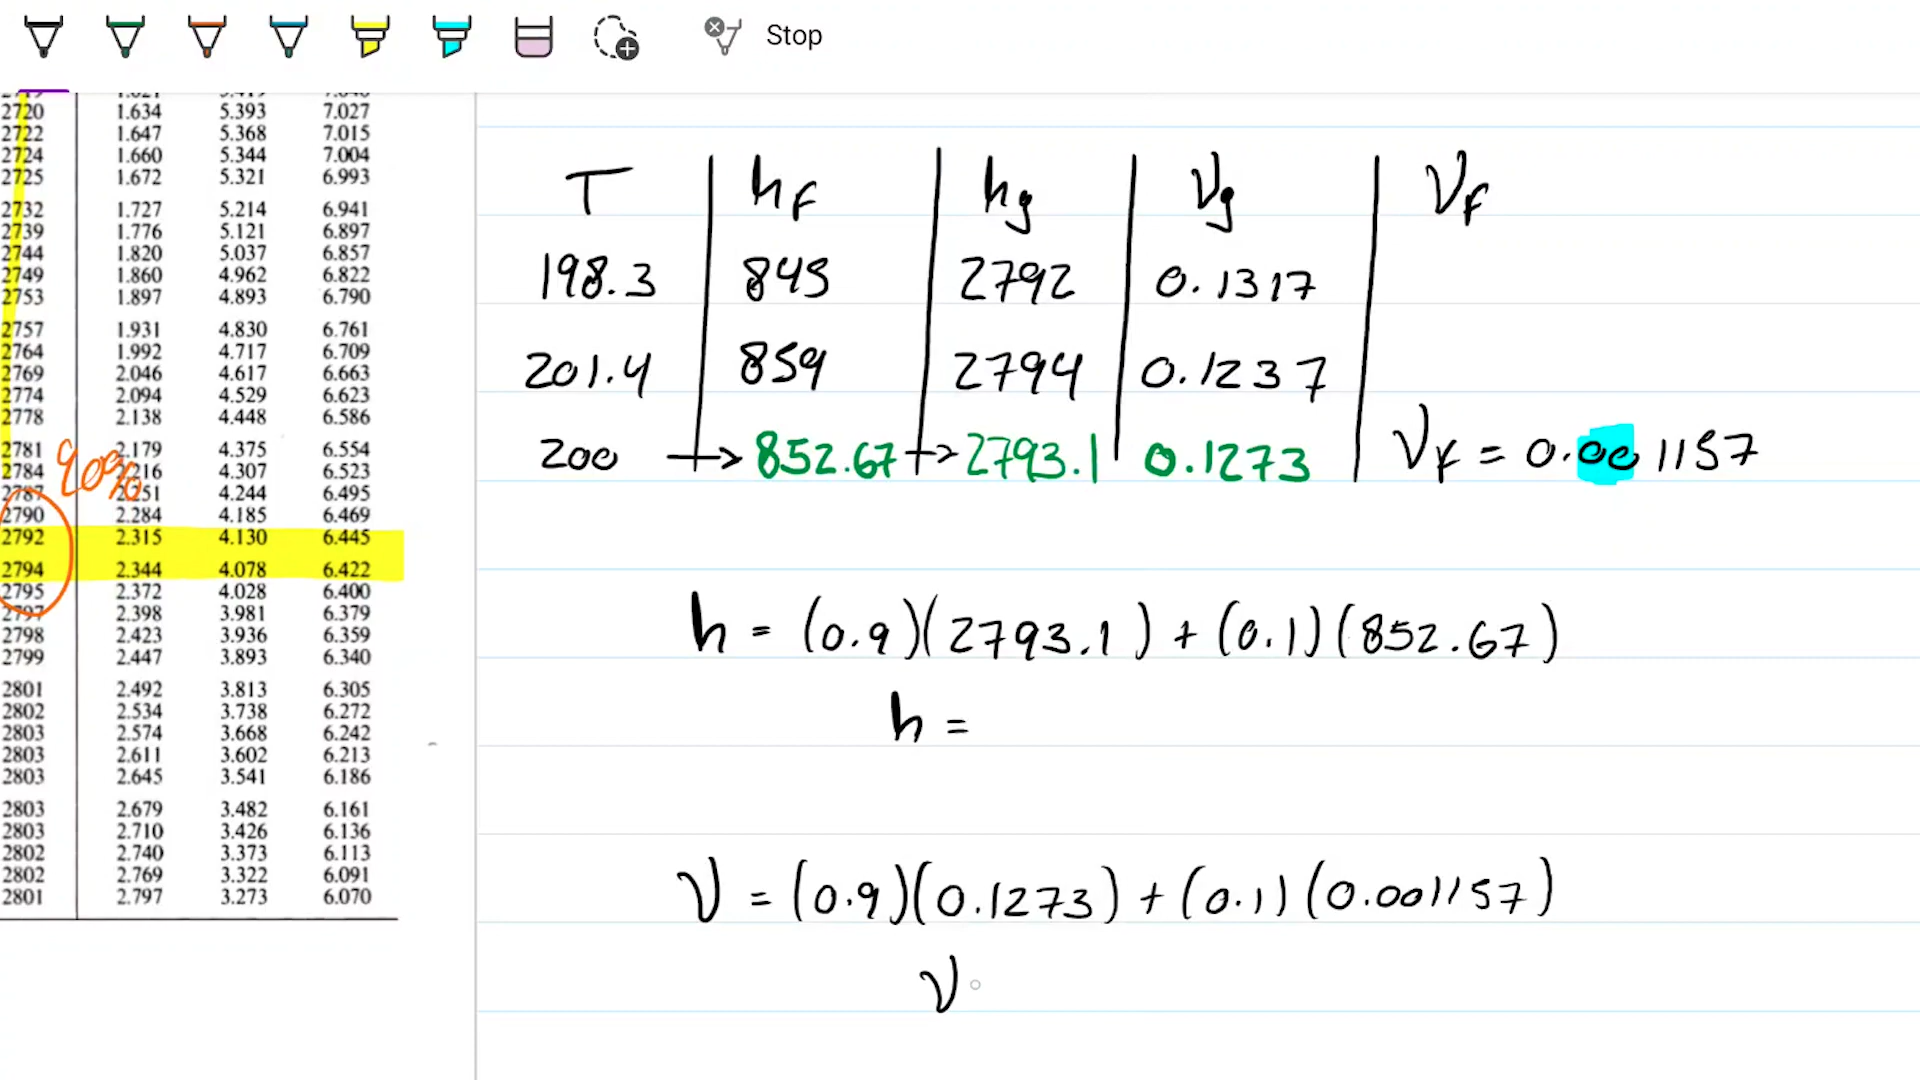 Stop
2720 1.634 5.393 7.027
2722 1.647 5.368 7.015
2724 1.660 5.344 7.004
2725 1.672 5.321 6.993
2732 1.727 5.214 6.941
2739 1.776 5.121 6.897
2744 1.820 5.037 6.857
2749 1.860 4.962 6.822
2753 1.897 4.893 6.790
2757 1.931 4.830 6.761
2764 1.992 4.717 6.709
2769 2.046 4.617 6.663
2774 2.094 4.529 6.623
2778 2.138 4.448 6.586
2781 2.179 4.375 6.554
90%
2784 4.307 6.523
2787 4.244 6.495
2790 2.284 4.185 6.469
2792 2.315 4.130 6.445
2794 2.344 4.078 6.422
2795 2.372 4.028 6.400
2797 2.398 3.981 6.379
2798 2.423 3.936 6.359
2799 2.447 3.893 6.340
2801 2.492 3.813 6.305
2802 2.534 3.738 6.272
2803 2.574 3.668 6.242
2803 2.611 3.602 6.213
2803 2.645 3.541 6.186
2803 2.679 3.482 6.161
2803 2.710 3.426 6.136
2802 2.740 3.373 6.113
2802 2.769 3.322 6.091
2801 2.797 3.273 6.070
T hf hg Vg Vf
198.3 845 2792 0.1317
201.4 859 2794 0.1237
200 → 852.67 → 2793.1 0.1273 Vf = 0.001157
h = (0.9)(2793.1) + (0.1)(852.67)
h =
V = (0.9)(0.1273) + (0.1)(0.001157)
V